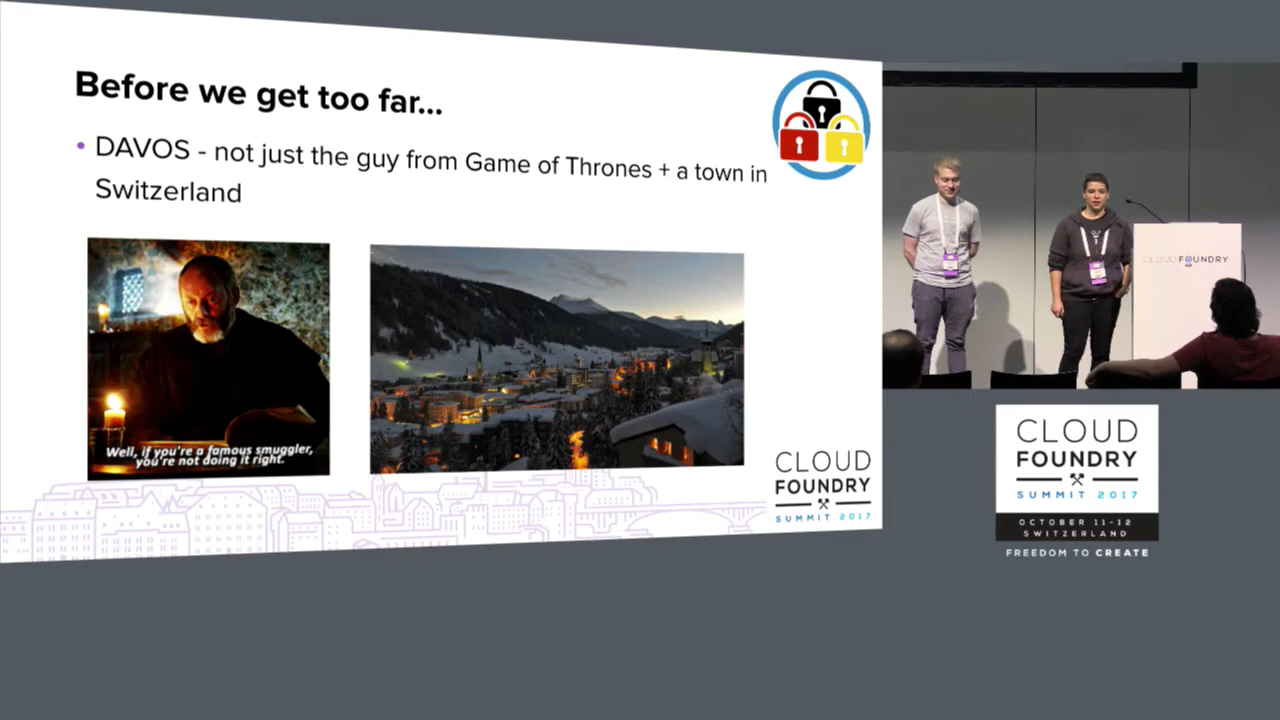 Before we get too far...
• DAVOS - not just the guy from Game of Thrones + a town in
Switzerland
Well, if you're a famous smuggler,
you're not doing it right.
CLOUD
FOUNDRY
SUMMIT 2017
CLOUD FOUNDRY
CLOUD
FOUNDRY
SUMMIT 2017
OCTOBER 11-12
SWITZERLAND
FREEDOM TO CREATE